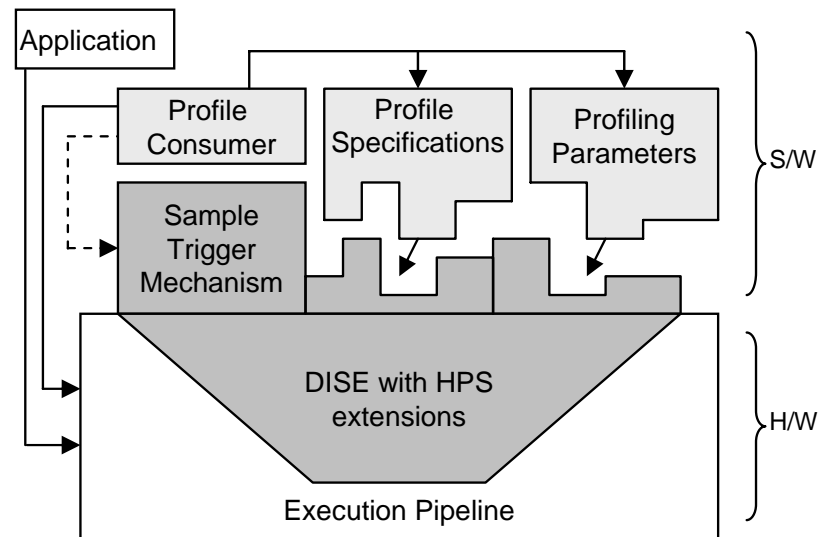 Application
Profile
Consumer
Profile
Specifications
Profiling
Parameters
S/W
Sample
Trigger
Mechanism
DISE with HPS
extensions
H/W
Execution Pipeline